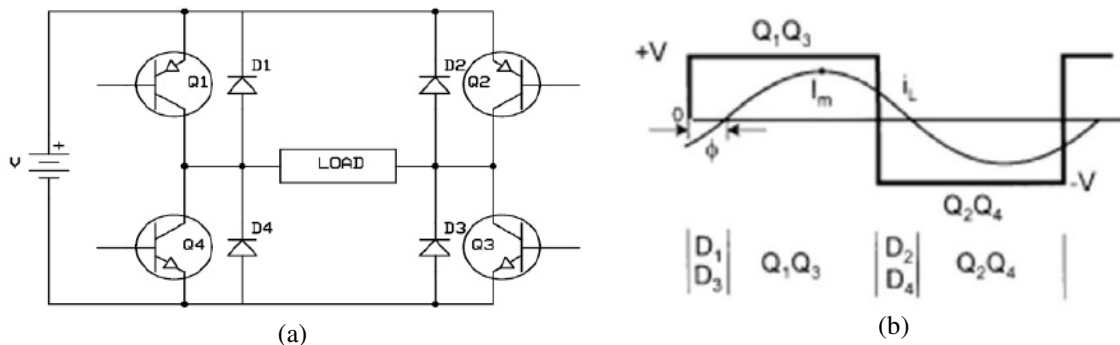 Q1
D1
D2
Q2
V
+
LOAD
Q4
D4
D3
Q3
(a)
Q₁Q₃
+V
Iₘ
i_L
0
ϕ
-V
Q₂Q₄
D₁
D₃
Q₁Q₃
D₂
D₄
Q₂Q₄
(b)